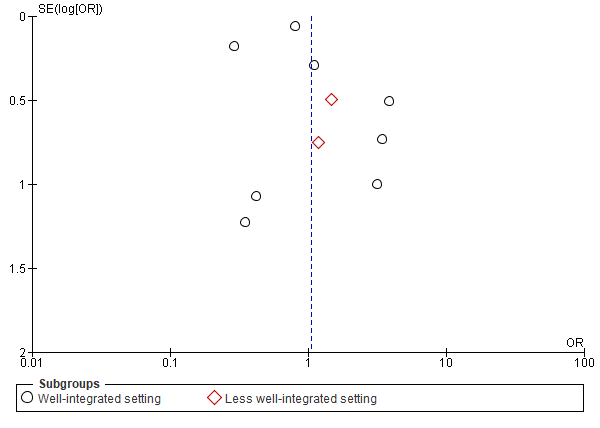 SE(log[OR])
0
0.5
1
1.5
2
OR
0.01 0.1 1 10 100
Subgroups
Well-integrated setting Less well-integrated setting